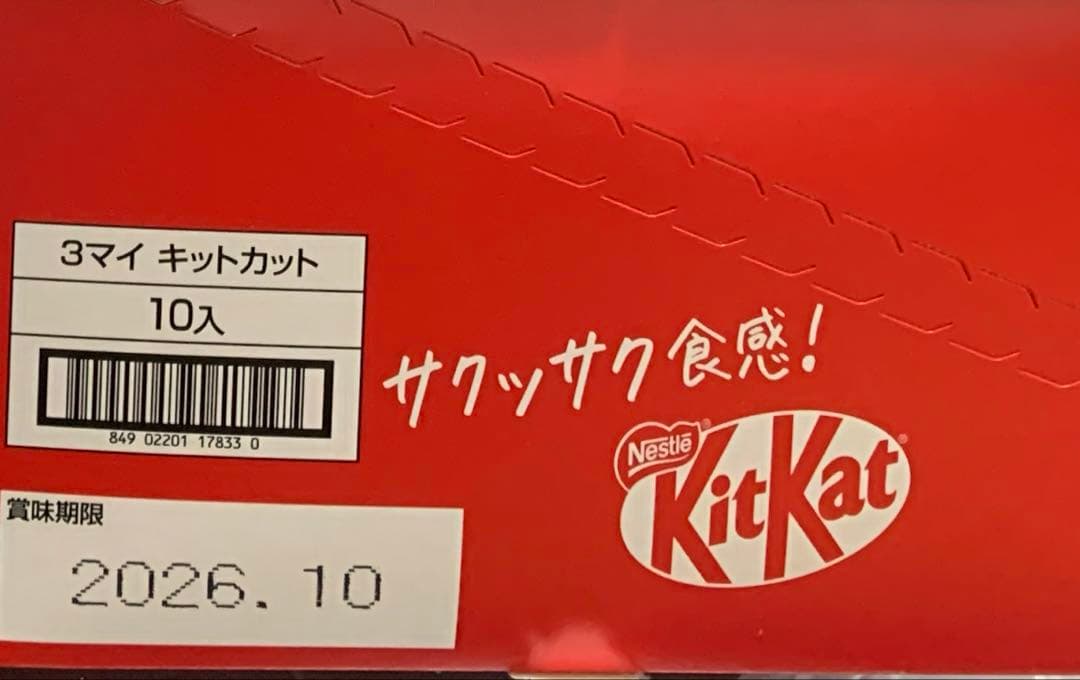 3マイ キットカット
10入
849 02201 17833 0
サクッサク食感!
Nestlé®
KitKat®
賞味期限
2026.10